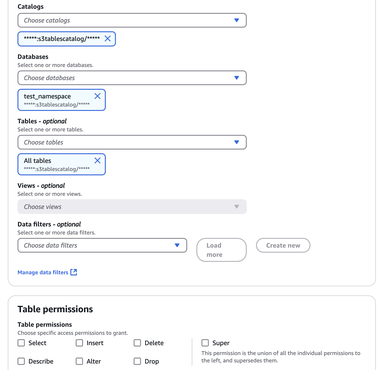 Catalogs
Choose catalogs
*****:s3tablescatalog/*****
Databases
Select one or more databases.
Choose databases
test_namespace
*****:s3tablescatalog/*****
Tables - optional
Select one or more tables.
Choose tables
All tables
*****:s3tablescatalog/*****
Views - optional
Select one or more views.
Choose views
Data filters - optional
Select one or more data filters.
Choose data filters
Load more
Create new
Manage data filters
Table permissions
Table permissions
Choose specific access permissions to grant.
Select Insert Delete Super
This permission is the union of all the individual permissions to
the left, and supersedes them.
Describe Alter Drop